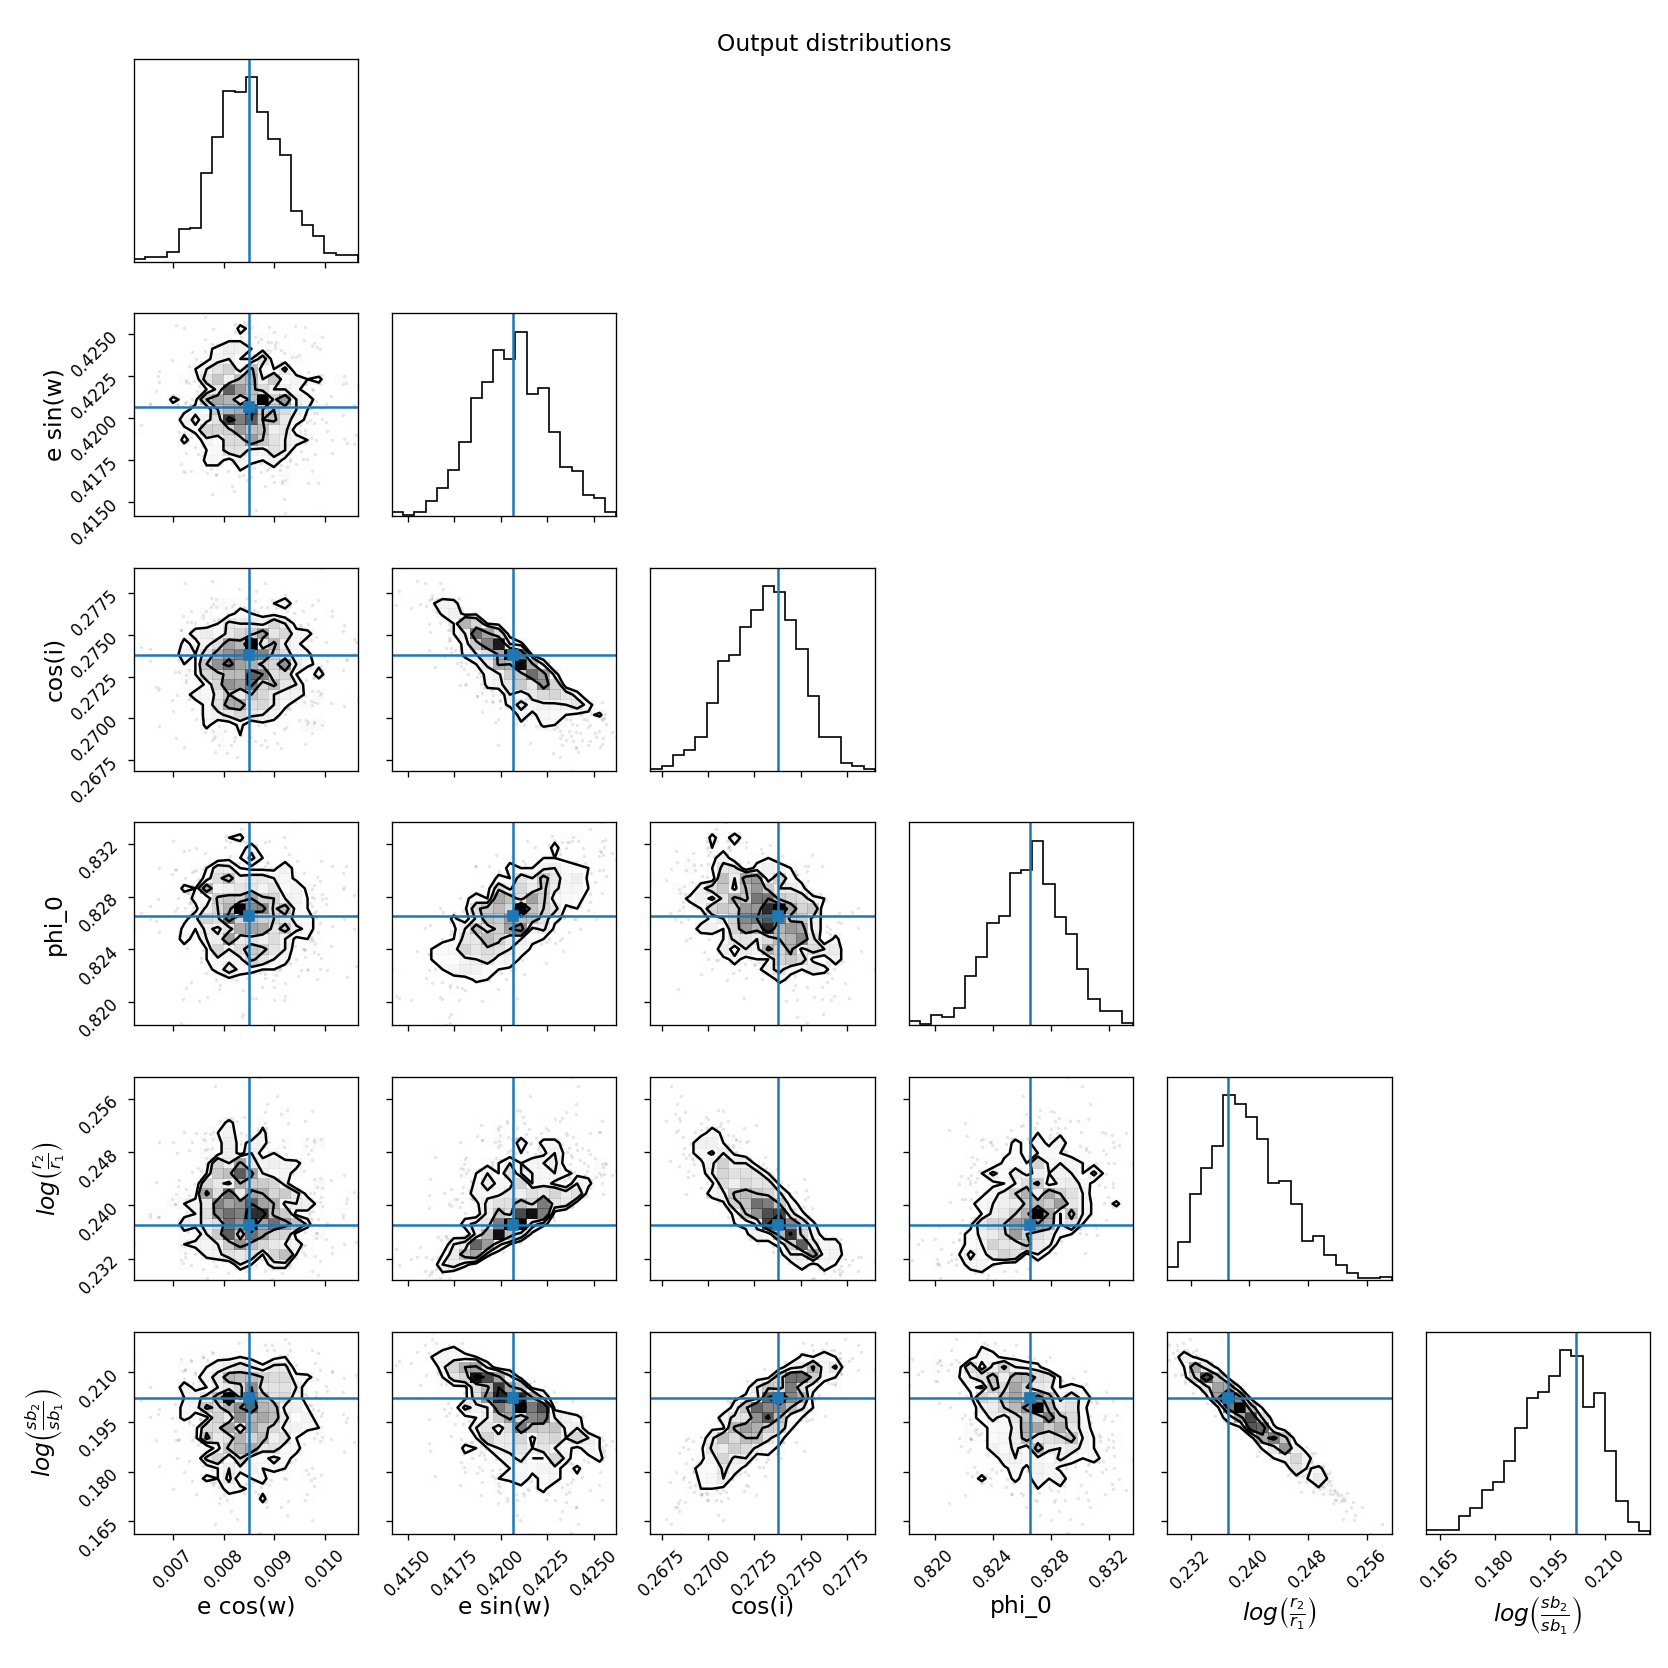 Output distributions
e sin(w)
0.4250
0.4225
0.4200
0.4175
0.4150
cos(i)
0.2775
0.2750
0.2725
0.2700
0.2675
phi_0
0.832
0.828
0.824
0.820
log(r₂/r₁)
0.256
0.248
0.240
0.232
log(sb₂/sb₁)
0.210
0.195
0.180
0.165
0.007 0.008 0.009 0.010 0.4150 0.4175 0.4200 0.4225 0.4250 0.2675 0.2700 0.2725 0.2750 0.2775 0.820 0.824 0.828 0.832 0.232 0.240 0.248 0.256 0.165 0.180 0.195 0.210
e cos(w) e sin(w) cos(i) phi_0 log(r₂/r₁) log(sb₂/sb₁)